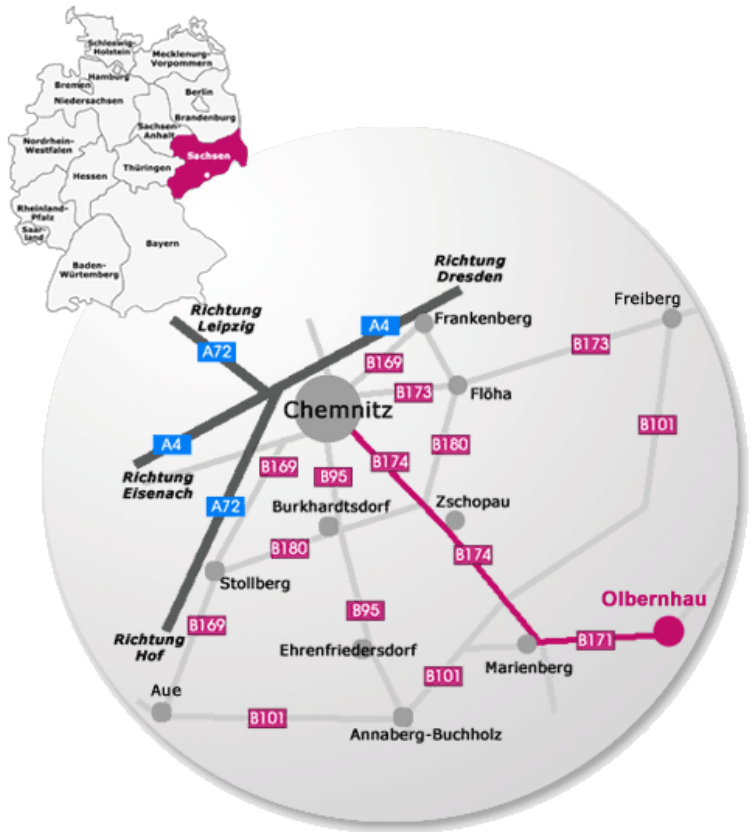 Schleswig-
Holstein
Mecklenurg-
Vorpommern
Hamburg
Bremen
Niedersachsen
Berlin
Brandenburg
Sachsen-
Anhalt
Nordrhein-
Westfalen
Sachsen
Thüringen
Hessen
Rheinland-
Pfalz
Saar-
land
Bayern
Baden-
Würtemberg
Richtung
Dresden
Richtung
Leipzig
Freiberg
A4
Frankenberg
A72
B173
B169
B173
Flöha
Chemnitz
B101
A4
B180
B174
B169
B95
Richtung
Eisenach
A72
Burkhardtsdorf
Zschopau
B180
B174
Stollberg
Olbernhau
B95
B169
Richtung
Hof
B171
Ehrenfriedersdorf
Marienberg
B101
Aue
B101
Annaberg-Buchholz